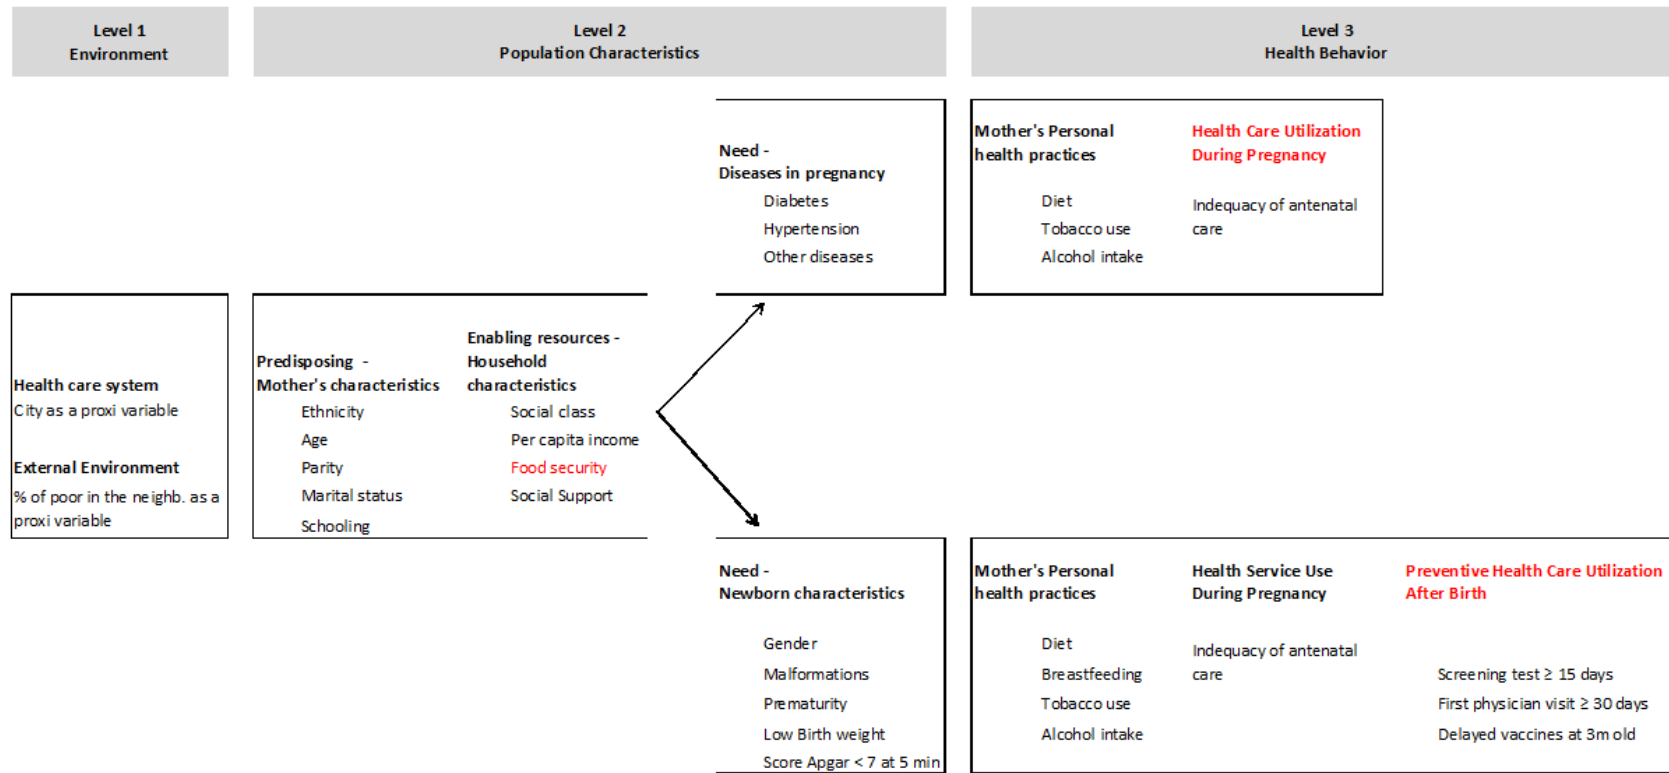 Level 1
Environment
Level 2
Population Characteristics
Level 3
Health Behavior
Need -
Diseases in pregnancy
Diabetes
Hypertension
Other diseases
Mother's Personal
health practices
Diet
Tobacco use
Alcohol intake
Health Care Utilization
During Pregnancy
Indequacy of antenatal
care
Health care system
City as a proxi variable
External Environment
% of poor in the neighb. as a
proxi variable
Predisposing -
Mother's characteristics
Ethnicity
Age
Parity
Marital status
Schooling
Enabling resources -
Household
characteristics
Social class
Per capita income
Food security
Social Support
Need -
Newborn characteristics
Gender
Malformations
Prematurity
Low Birth weight
Score Apgar < 7 at 5 min
Mother's Personal
health practices
Diet
Breastfeeding
Tobacco use
Alcohol intake
Health Service Use
During Pregnancy
Indequacy of antenatal
care
Preventive Health Care Utilization
After Birth
Screening test ≥ 15 days
First physician visit ≥ 30 days
Delayed vaccines at 3m old